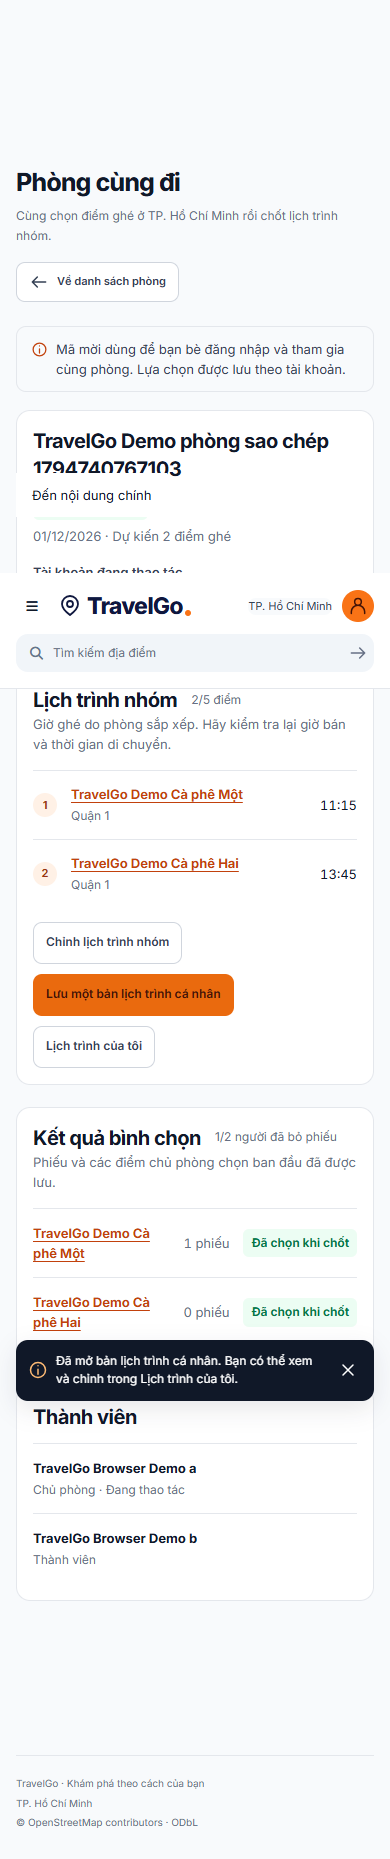 Phòng cùng đi
Cùng chọn điểm ghé ở TP. Hồ Chí Minh rồi chốt lịch trình
nhóm.
Về danh sách phòng
Mã mời dùng để bạn bè đăng nhập và tham gia
cùng phòng. Lựa chọn được lưu theo tài khoản.
TravelGo Demo phòng sao chép
1794740767103
Đến nội dung chính
01/12/2026 · Dự kiến 2 điểm ghé
Tài khoản đang thao tác
TravelGo.
TP. Hồ Chí Minh
Tìm kiếm địa điểm
Lịch trình nhóm 2/5 điểm
Giờ ghé do phòng sắp xếp. Hãy kiểm tra lại giờ bán
và thời gian di chuyển.
1 TravelGo Demo Cà phê Một 11:15
Quận 1
2 TravelGo Demo Cà phê Hai 13:45
Quận 1
Chỉnh lịch trình nhóm
Lưu một bản lịch trình cá nhân
Lịch trình của tôi
Kết quả bình chọn 1/2 người đã bỏ phiếu
Phiếu và các điểm chủ phòng chọn ban đầu đã được
lưu.
TravelGo Demo Cà
phê Một
1 phiếu Đã chọn khi chốt
TravelGo Demo Cà
phê Hai
0 phiếu Đã chọn khi chốt
Đã mở bản lịch trình cá nhân. Bạn có thể xem
và chỉnh trong Lịch trình của tôi.
Thành viên
TravelGo Browser Demo a
Chủ phòng · Đang thao tác
TravelGo Browser Demo b
Thành viên
TravelGo · Khám phá theo cách của bạn
TP. Hồ Chí Minh
© OpenStreetMap contributors · ODbL